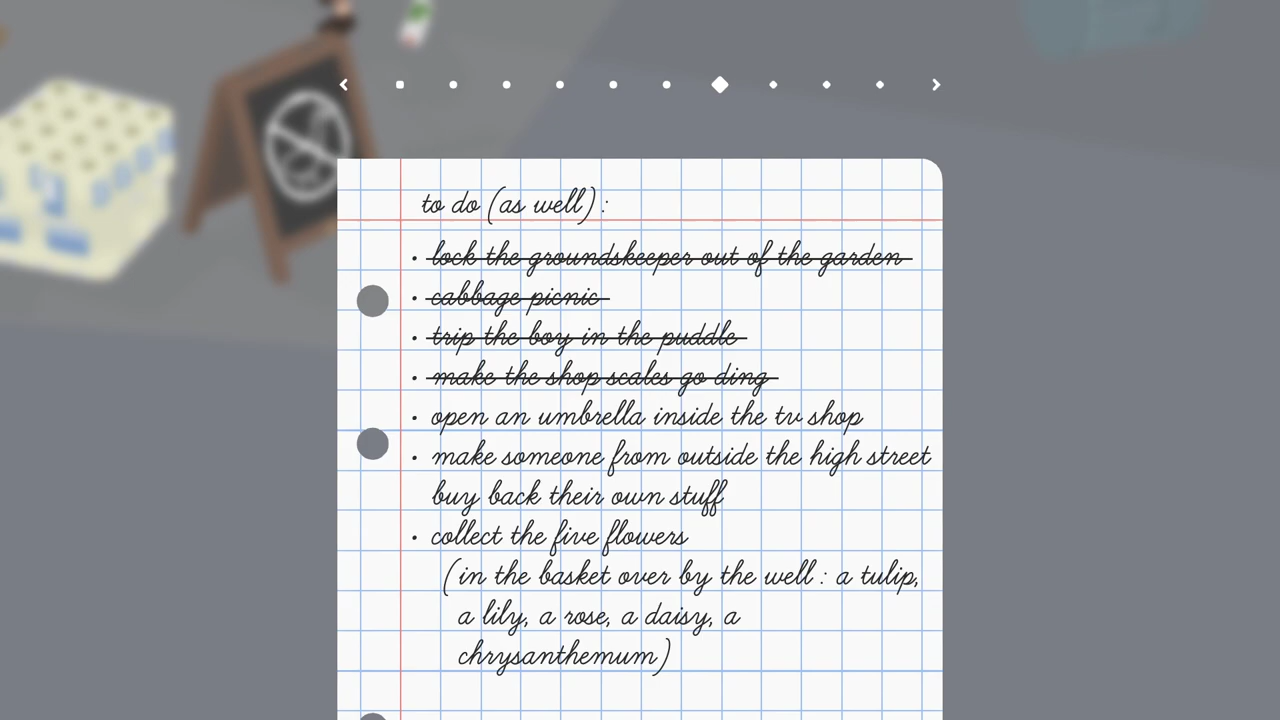 to do (as well) :
• lock the groundskeeper out of the garden
• cabbage picnic
• trip the boy in the puddle
• make the shop scales go ding
• open an umbrella inside the tv shop
• make someone from outside the high street
buy back their own stuff
• collect the five flowers
(in the basket over by the well : a tulip,
a lily, a rose, a daisy, a
chrysanthemum)